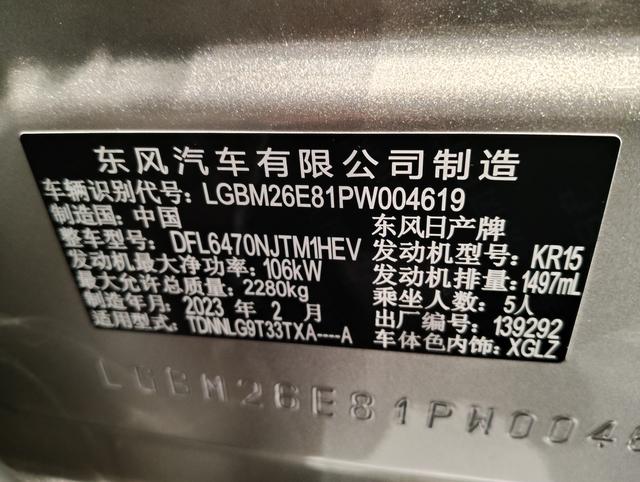 东风汽车有限公司制造
车辆识别代号: LGBM26E81PW004619
制造国: 中国 东风日产牌
整车型号: DFL6470NJTM1HEV 发动机型号: KR15
发动机最大净功率: 106kW 发动机排量: 1497mL
最大允许总质量: 2280kg 乘坐人数: 5人
制造年月: 2023 年 2 月 出厂编号: 139292
适用型式: TDNNLG9T33TXA----A 车体色内饰: XGLZ
LGBM26E81PW0046